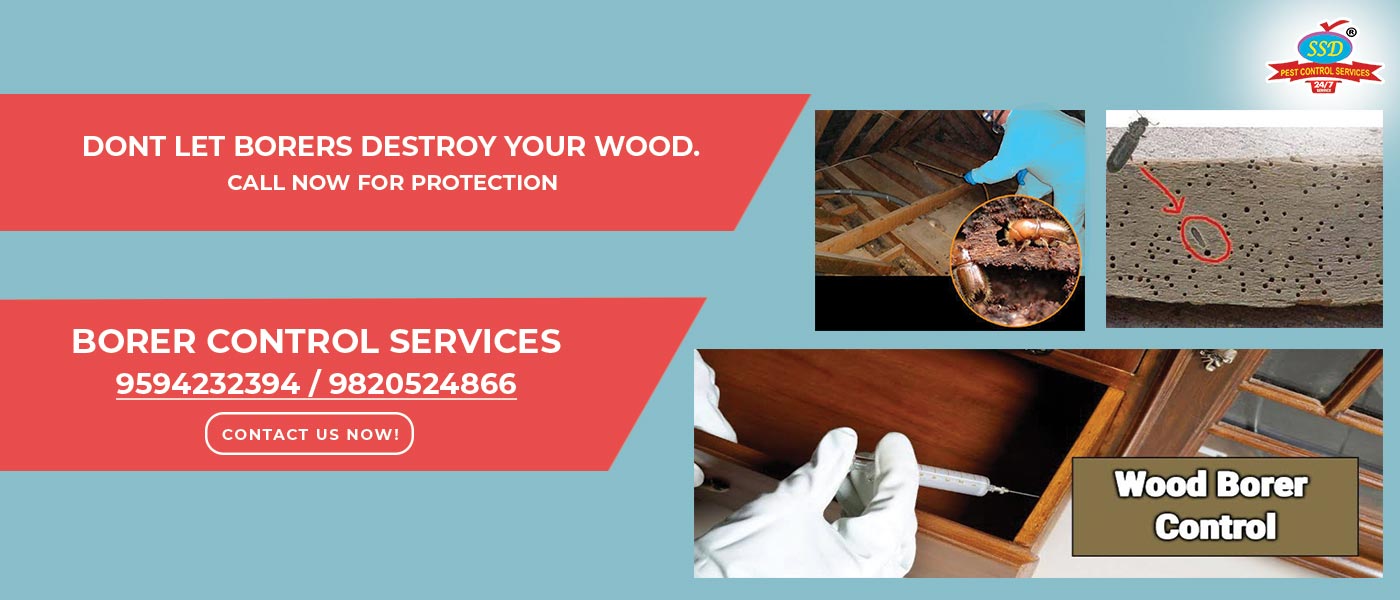 SSD
®
PEST CONTROL SERVICES
24/7
SERVICE
DONT LET BORERS DESTROY YOUR WOOD.
CALL NOW FOR PROTECTION
BORER CONTROL SERVICES
9594232394 / 9820524866
CONTACT US NOW!
Wood Borer
Control